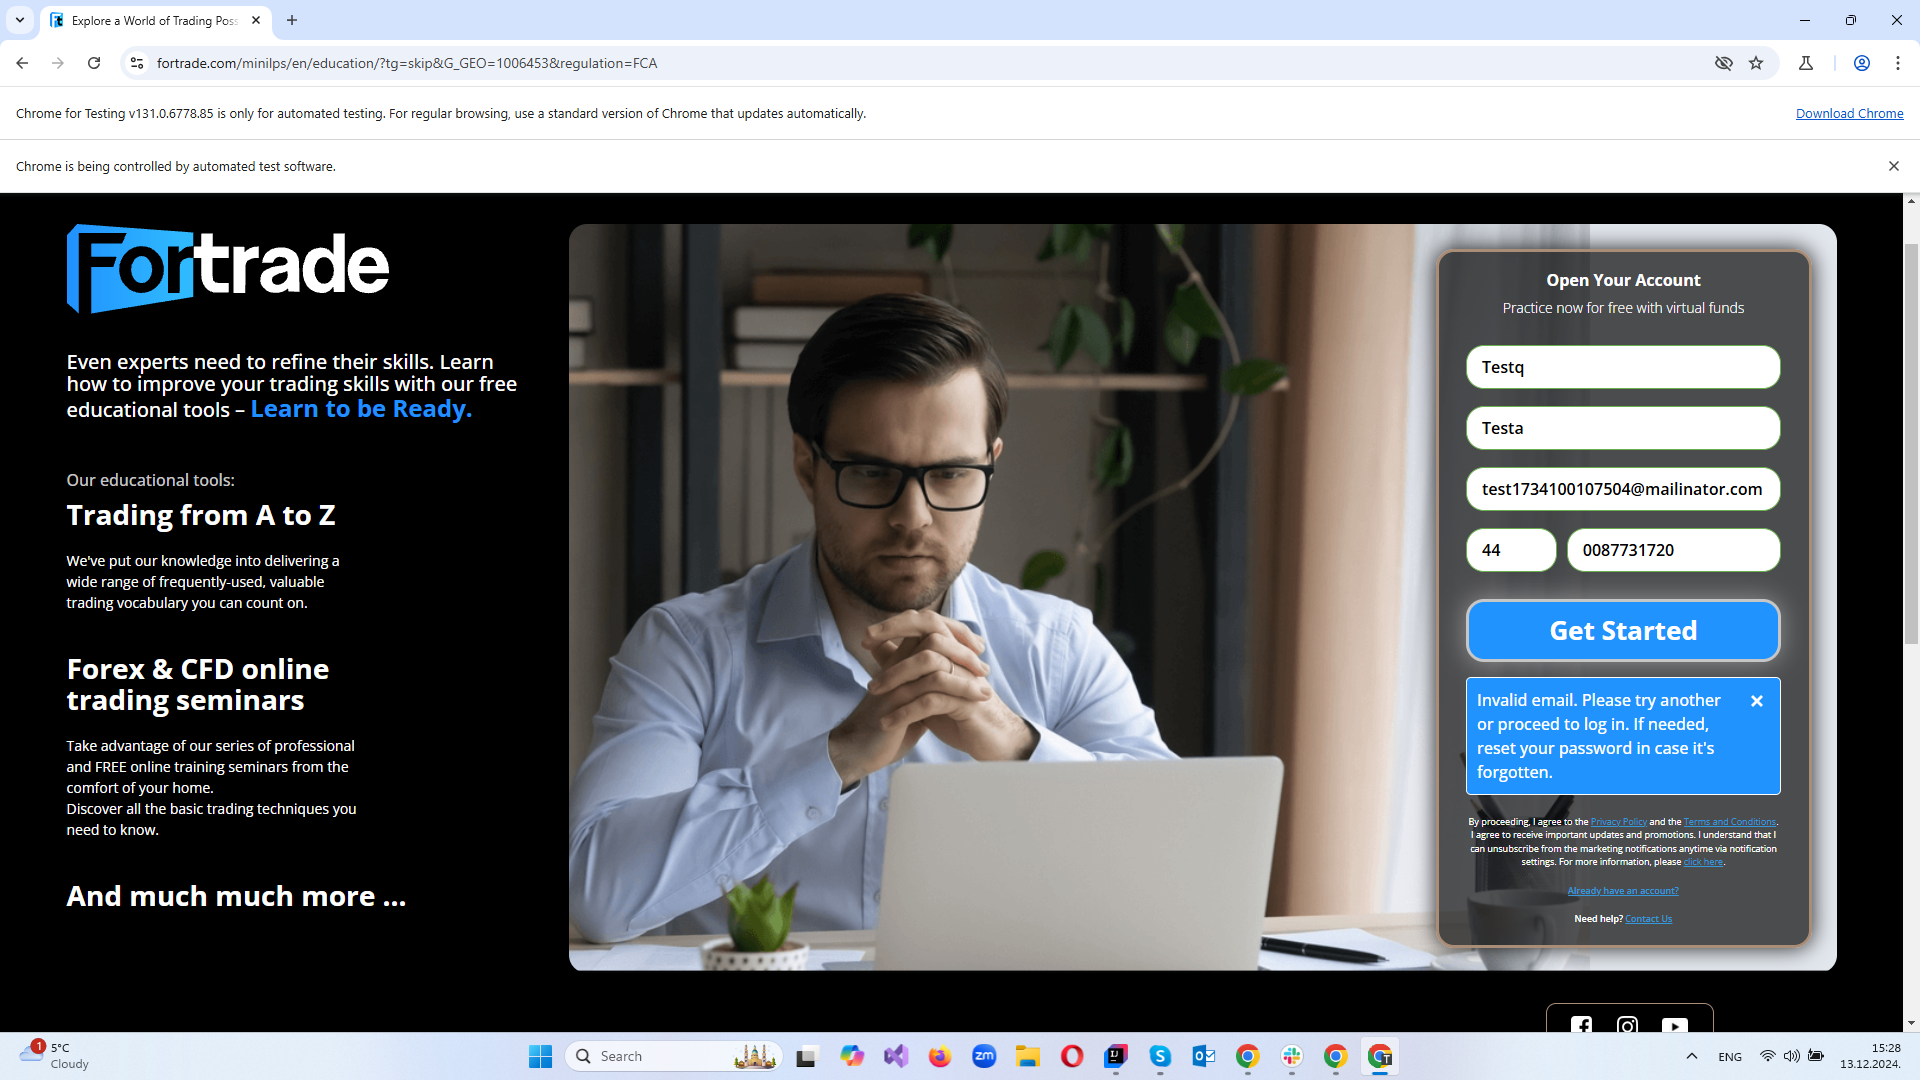 Explore a World of Trading Poss
fortrade.com/minilps/en/education/?tg=skip&G_GEO=1006453&regulation=FCA
Chrome for Testing v131.0.6778.85 is only for automated testing. For regular browsing, use a standard version of Chrome that updates automatically.
Download Chrome
Chrome is being controlled by automated test software.
Fortrade
Even experts need to refine their skills. Learn
how to improve your trading skills with our free
educational tools – Learn to be Ready.
Our educational tools:
Trading from A to Z
We've put our knowledge into delivering a
wide range of frequently-used, valuable
trading vocabulary you can count on.
Forex & CFD online
trading seminars
Take advantage of our series of professional
and FREE online training seminars from the
comfort of your home.
Discover all the basic trading techniques you
need to know.
And much much more ...
Open Your Account
Practice now for free with virtual funds
Testq
Testa
test1734100107504@mailinator.com
44
0087731720
Get Started
Invalid email. Please try another
or proceed to log in. If needed,
reset your password in case it's
forgotten.
By proceeding, I agree to the Privacy Policy and the Terms and Conditions.
I agree to receive important updates and promotions. I understand that I
can unsubscribe from the marketing notifications anytime via notification
settings. For more information, please click here.
Already have an account?
Need help? Contact Us
1
5°C
Cloudy
Search
zm
ENG
15:28
13.12.2024.